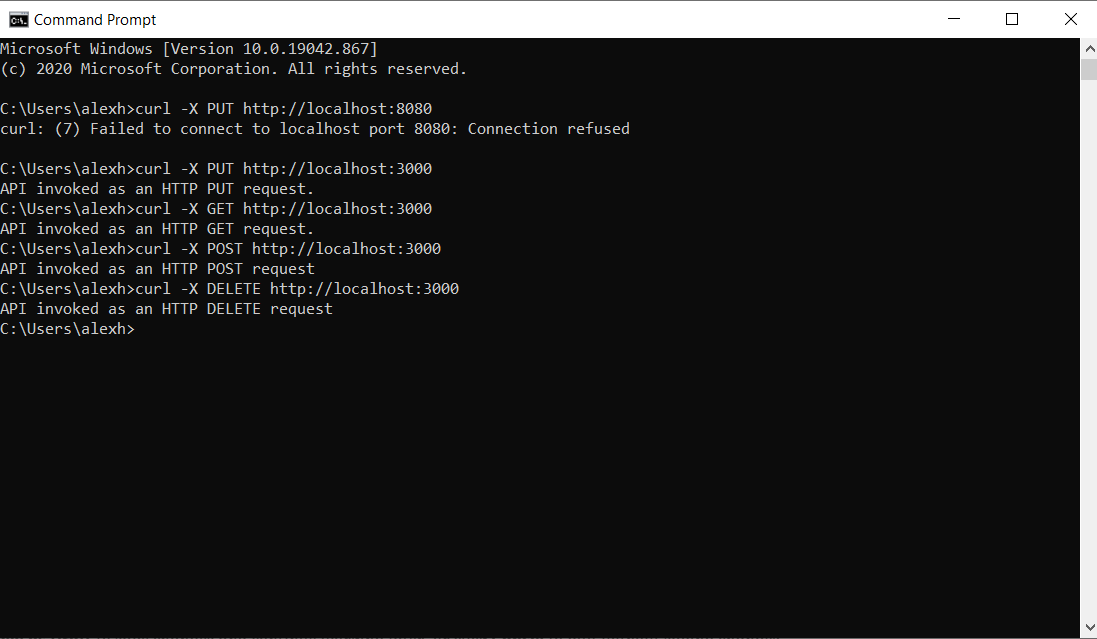 Command Prompt
Microsoft Windows [Version 10.0.19042.867]
(c) 2020 Microsoft Corporation. All rights reserved.
C:\Users\alexh>curl -X PUT http://localhost:8080
curl: (7) Failed to connect to localhost port 8080: Connection refused
C:\Users\alexh>curl -X PUT http://localhost:3000
API invoked as an HTTP PUT request.
C:\Users\alexh>curl -X GET http://localhost:3000
API invoked as an HTTP GET request.
C:\Users\alexh>curl -X POST http://localhost:3000
API invoked as an HTTP POST request
C:\Users\alexh>curl -X DELETE http://localhost:3000
API invoked as an HTTP DELETE request
C:\Users\alexh>